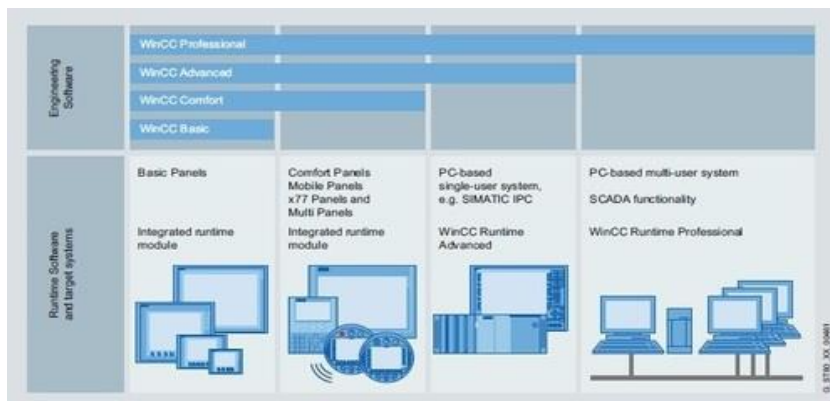 Engineering
Software
WinCC Professional
WinCC Advanced
WinCC Comfort
WinCC Basic
Runtime Software
and target systems
Basic Panels
Integrated runtime
module
Comfort Panels
Mobile Panels
x77 Panels and
Multi Panels
Integrated runtime
module
PC-based
single-user system,
e.g. SIMATIC IPC
WinCC Runtime
Advanced
PC-based multi-user system
SCADA functionality
WinCC Runtime Professional